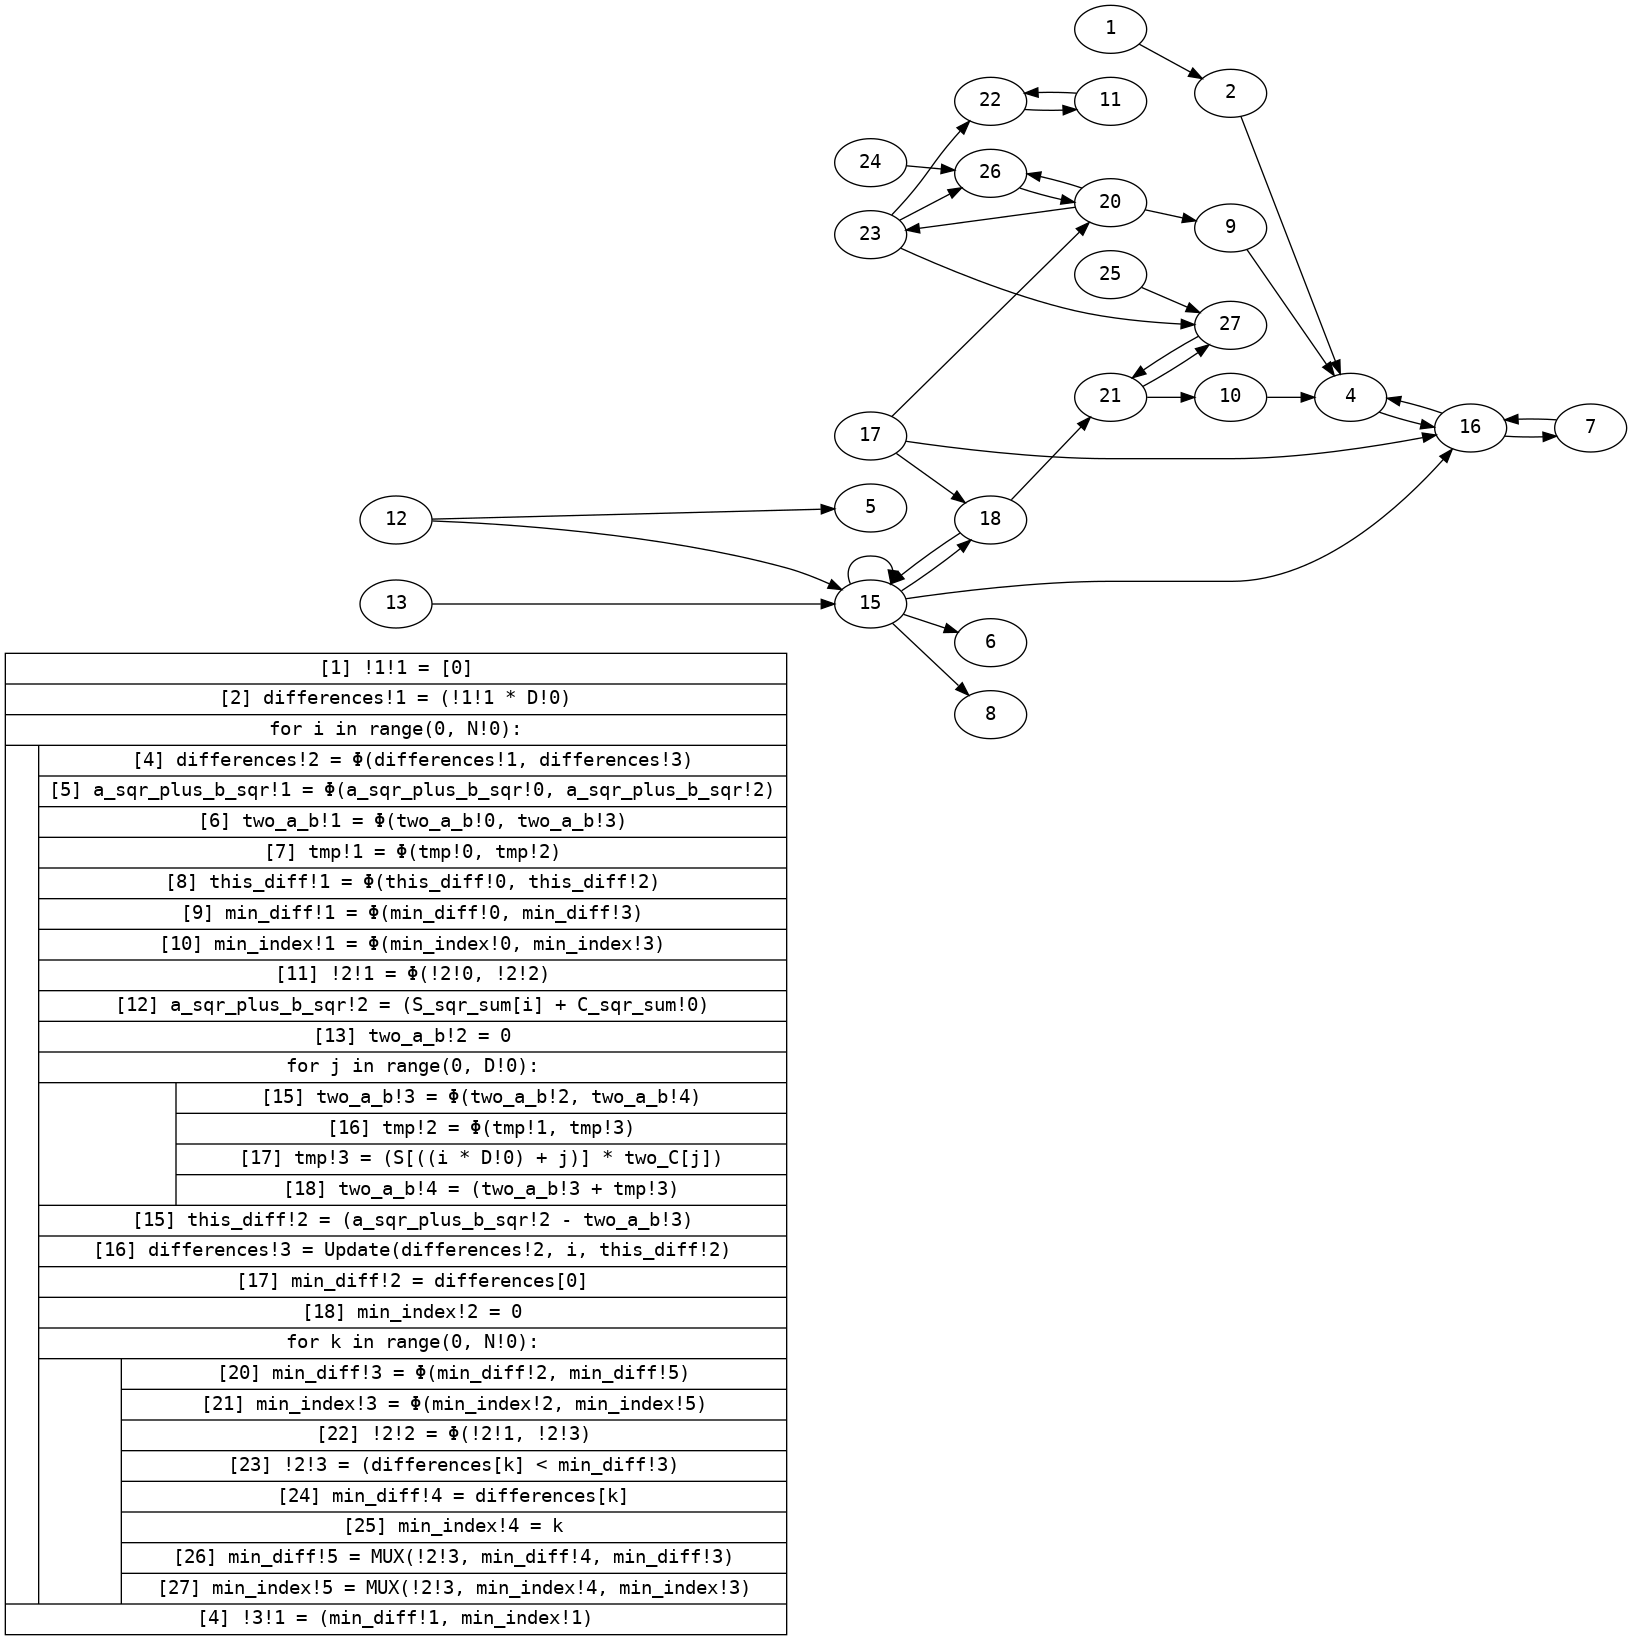 1
2
22
11
24
26
20
23
9
25
27
21
10
4
17
16
7
12
5
18
13
15
6
8
[1] !1!1 = [0]
[2] differences!1 = (!1!1 * D!0)
for i in range(0, N!0):
[4] differences!2 = Φ(differences!1, differences!3)
[5] a_sqr_plus_b_sqr!1 = Φ(a_sqr_plus_b_sqr!0, a_sqr_plus_b_sqr!2)
[6] two_a_b!1 = Φ(two_a_b!0, two_a_b!3)
[7] tmp!1 = Φ(tmp!0, tmp!2)
[8] this_diff!1 = Φ(this_diff!0, this_diff!2)
[9] min_diff!1 = Φ(min_diff!0, min_diff!3)
[10] min_index!1 = Φ(min_index!0, min_index!3)
[11] !2!1 = Φ(!2!0, !2!2)
[12] a_sqr_plus_b_sqr!2 = (S_sqr_sum[i] + C_sqr_sum!0)
[13] two_a_b!2 = 0
for j in range(0, D!0):
[15] two_a_b!3 = Φ(two_a_b!2, two_a_b!4)
[16] tmp!2 = Φ(tmp!1, tmp!3)
[17] tmp!3 = (S[((i * D!0) + j)] * two_C[j])
[18] two_a_b!4 = (two_a_b!3 + tmp!3)
[15] this_diff!2 = (a_sqr_plus_b_sqr!2 - two_a_b!3)
[16] differences!3 = Update(differences!2, i, this_diff!2)
[17] min_diff!2 = differences[0]
[18] min_index!2 = 0
for k in range(0, N!0):
[20] min_diff!3 = Φ(min_diff!2, min_diff!5)
[21] min_index!3 = Φ(min_index!2, min_index!5)
[22] !2!2 = Φ(!2!1, !2!3)
[23] !2!3 = (differences[k] < min_diff!3)
[24] min_diff!4 = differences[k]
[25] min_index!4 = k
[26] min_diff!5 = MUX(!2!3, min_diff!4, min_diff!3)
[27] min_index!5 = MUX(!2!3, min_index!4, min_index!3)
[4] !3!1 = (min_diff!1, min_index!1)